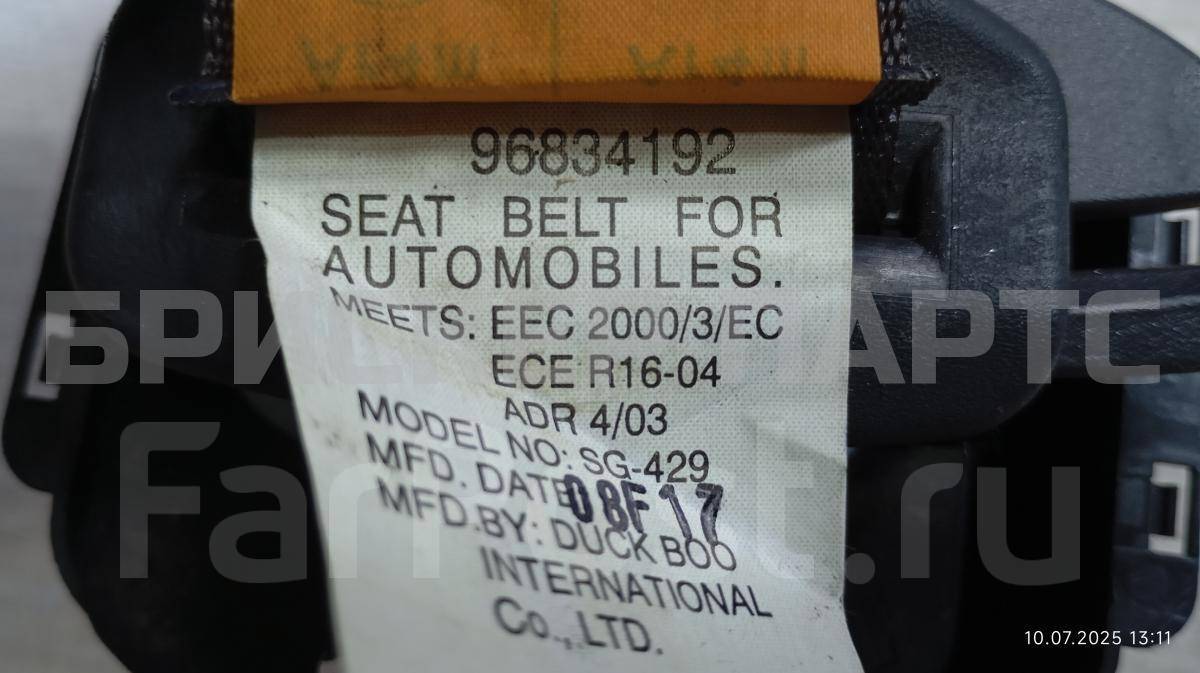 96834192
SEAT BELT FOR
AUTOMOBILES.
MEETS: EEC 2000/3/EC
ECE R16-04
ADR 4/03
MODEL NO: SG-429
MFD. DATE 08F17
MFD.BY: DUCK BOO
INTERNATIONAL
Co.,LTD.
10.07.2025 13:11